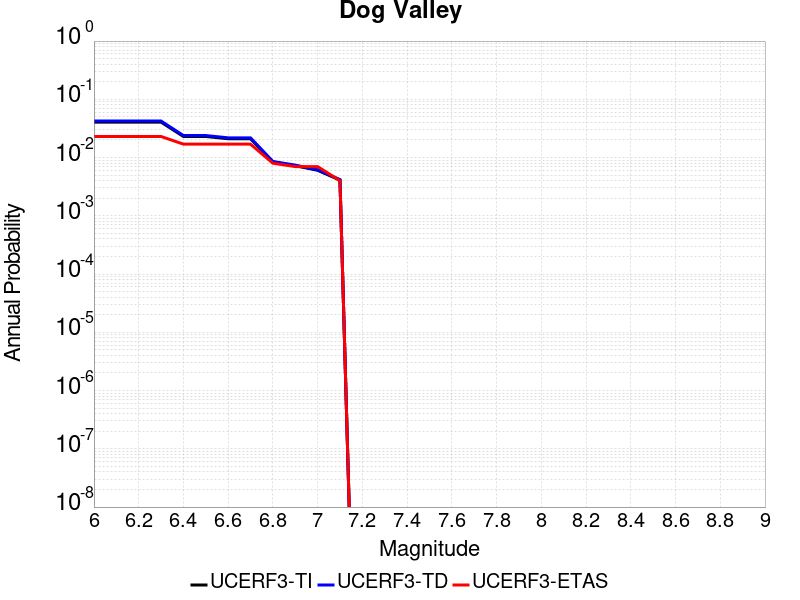 Dog Valley
10^0
10^-1
10^-2
10^-3
10^-4
10^-5
10^-6
10^-7
10^-8
Annual Probability
6 6.2 6.4 6.6 6.8 7 7.2 7.4 7.6 7.8 8 8.2 8.4 8.6 8.8 9
Magnitude
UCERF3-TI UCERF3-TD UCERF3-ETAS